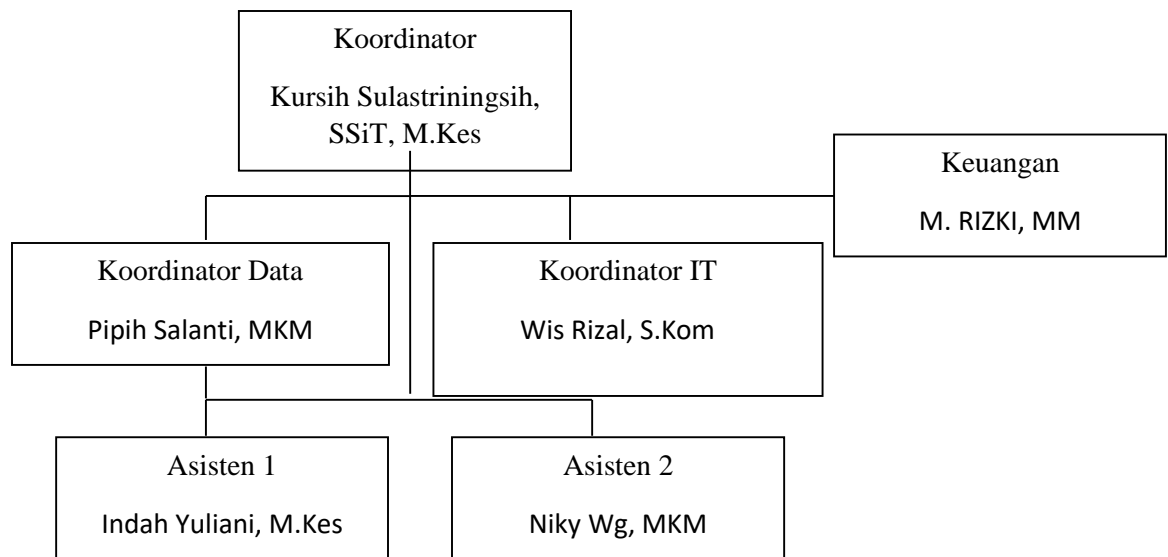 Koordinator
Kursih Sulastriningsih,
SSiT, M.Kes
Keuangan
M. RIZKI, MM
Koordinator Data
Pipih Salanti, MKM
Koordinator IT
Wis Rizal, S.Kom
Asisten 1
Indah Yuliani, M.Kes
Asisten 2
Niky Wg, MKM